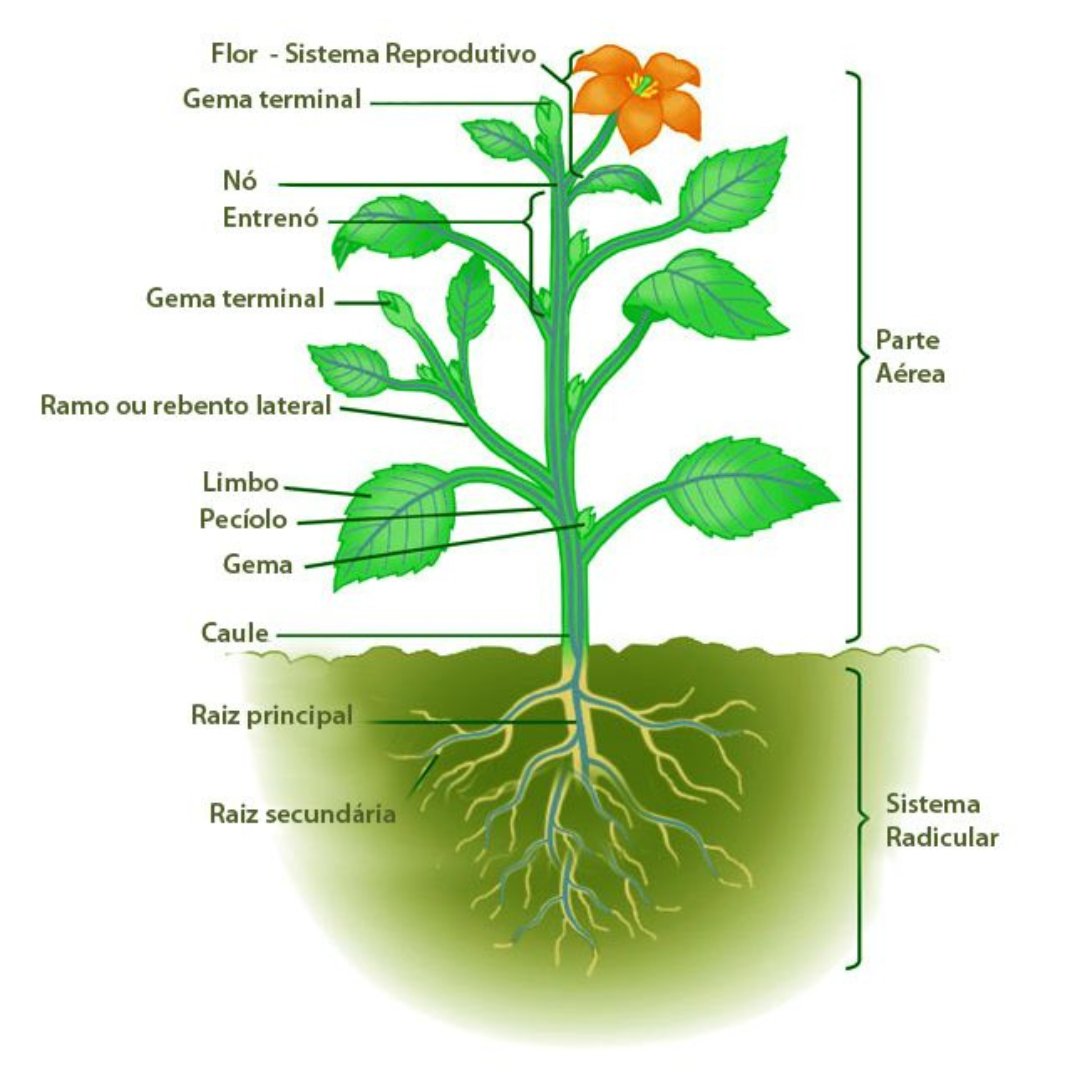 Flor - Sistema Reprodutivo
Gema terminal
Nó
Entrenó
Gema terminal
Ramo ou rebento lateral
Limbo
Pecíolo
Gema
Caule
Raiz principal
Raiz secundária
Parte
Aérea
Sistema
Radicular